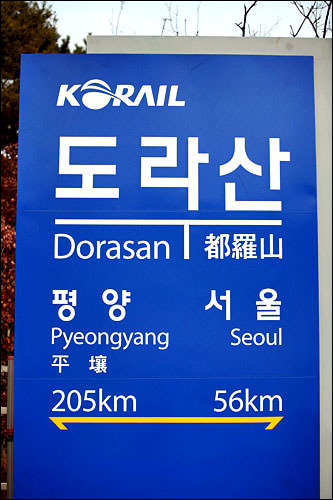 KORAIL
도라산
Dorasan 都羅山
평양 서울
Pyeongyang Seoul
平壤
205km 56km